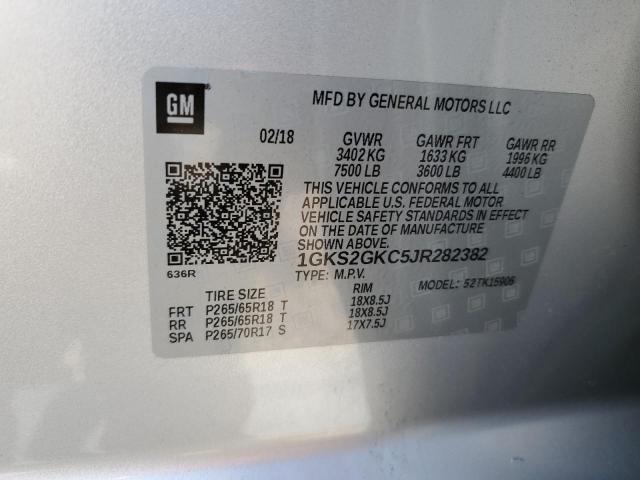 GM
MFD BY GENERAL MOTORS LLC
02/18 GVWR GAWR FRT GAWR RR
3402 KG 1633 KG 1996 KG
7500 LB 3600 LB 4400 LB
THIS VEHICLE CONFORMS TO ALL
APPLICABLE U.S. FEDERAL MOTOR
VEHICLE SAFETY STANDARDS IN EFFECT
ON THE DATE OF MANUFACTURE
SHOWN ABOVE.
1GKS2GKC5JR282382
636R
TYPE: M.P.V. MODEL: 52TK15906
TIRE SIZE RIM
FRT P265/65R18 T 18X8.5J
RR P265/65R18 T 18X8.5J
SPA P265/70R17 S 17X7.5J